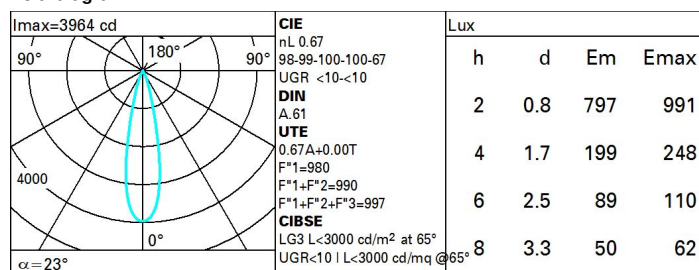 Imax=3964 cd
90° 180° 90°
4000
0°
α=23°
CIE
nL 0.67
98-99-100-100-67
UGR <10-<10
DIN
A.61
UTE
0.67A+0.00T
F"1=980
F"1+F"2=990
F"1+F"2+F"3=997
CIBSE
LG3 L<3000 cd/m² at 65°
UGR<10 | L<3000 cd/mq @65°
Lux
h d Em Emax
2 0.8 797 991
4 1.7 199 248
6 2.5 89 110
8 3.3 50 62